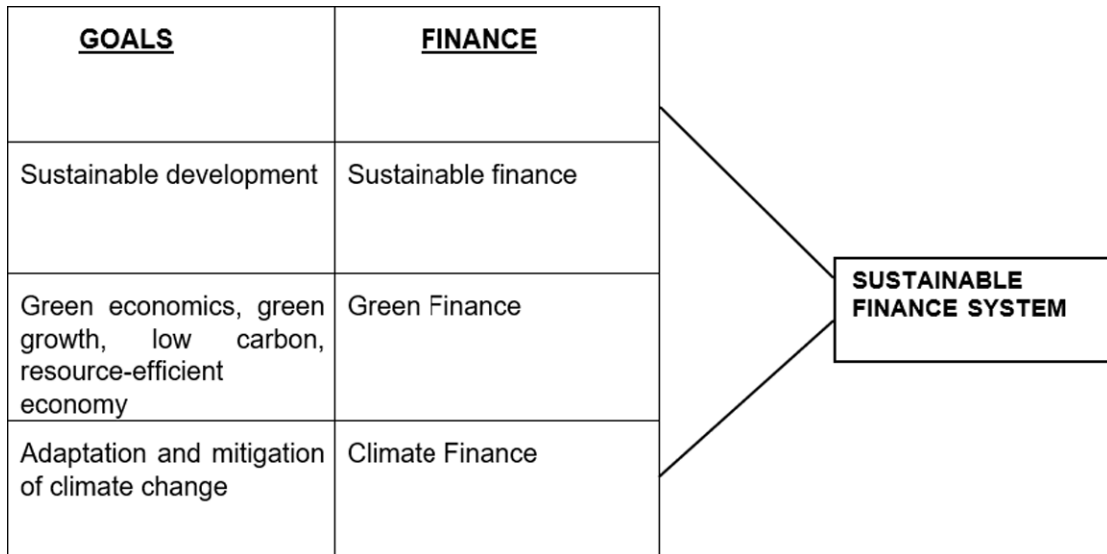 GOALS
FINANCE
Sustainable development
Sustainable finance
Green economics, green
growth, low carbon,
resource-efficient
economy
Green Finance
Adaptation and mitigation
of climate change
Climate Finance
SUSTAINABLE
FINANCE SYSTEM